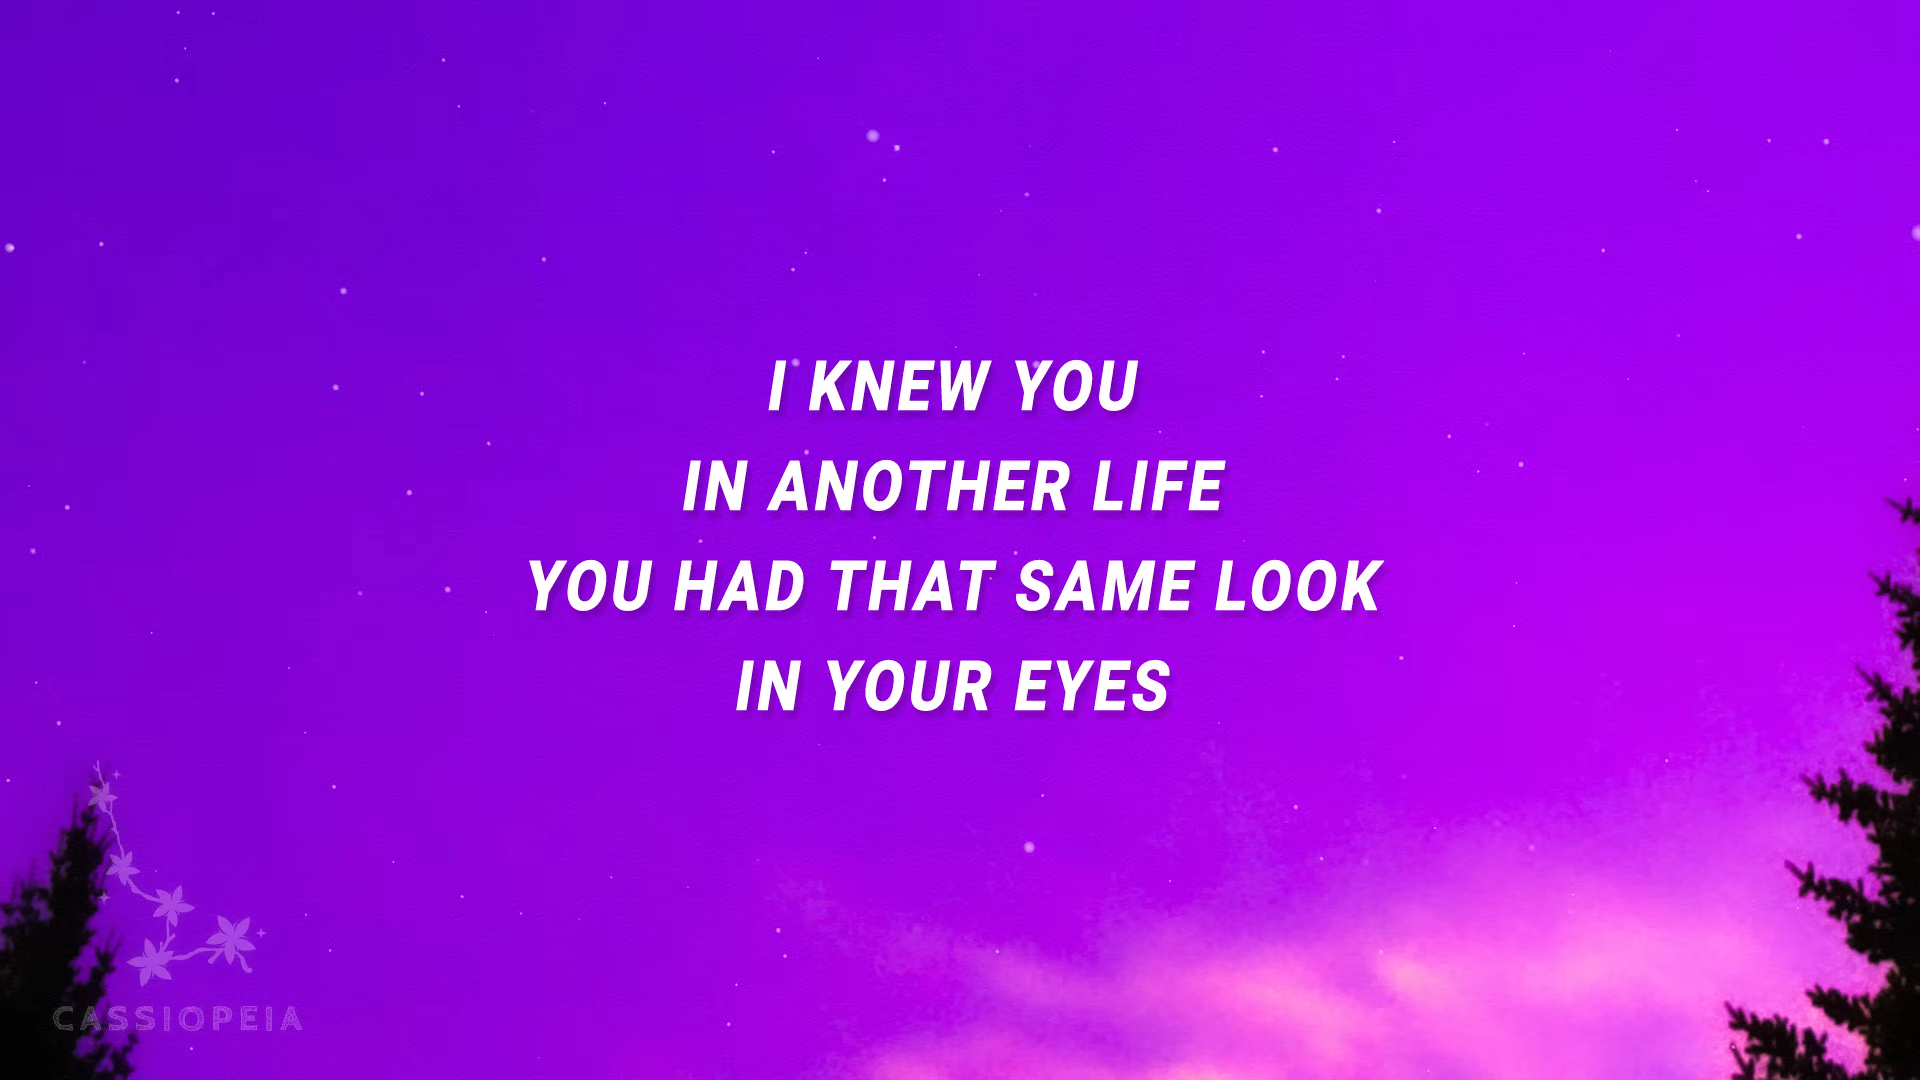 I KNEW YOU
IN ANOTHER LIFE
YOU HAD THAT SAME LOOK
IN YOUR EYES
CASSIOPEIA